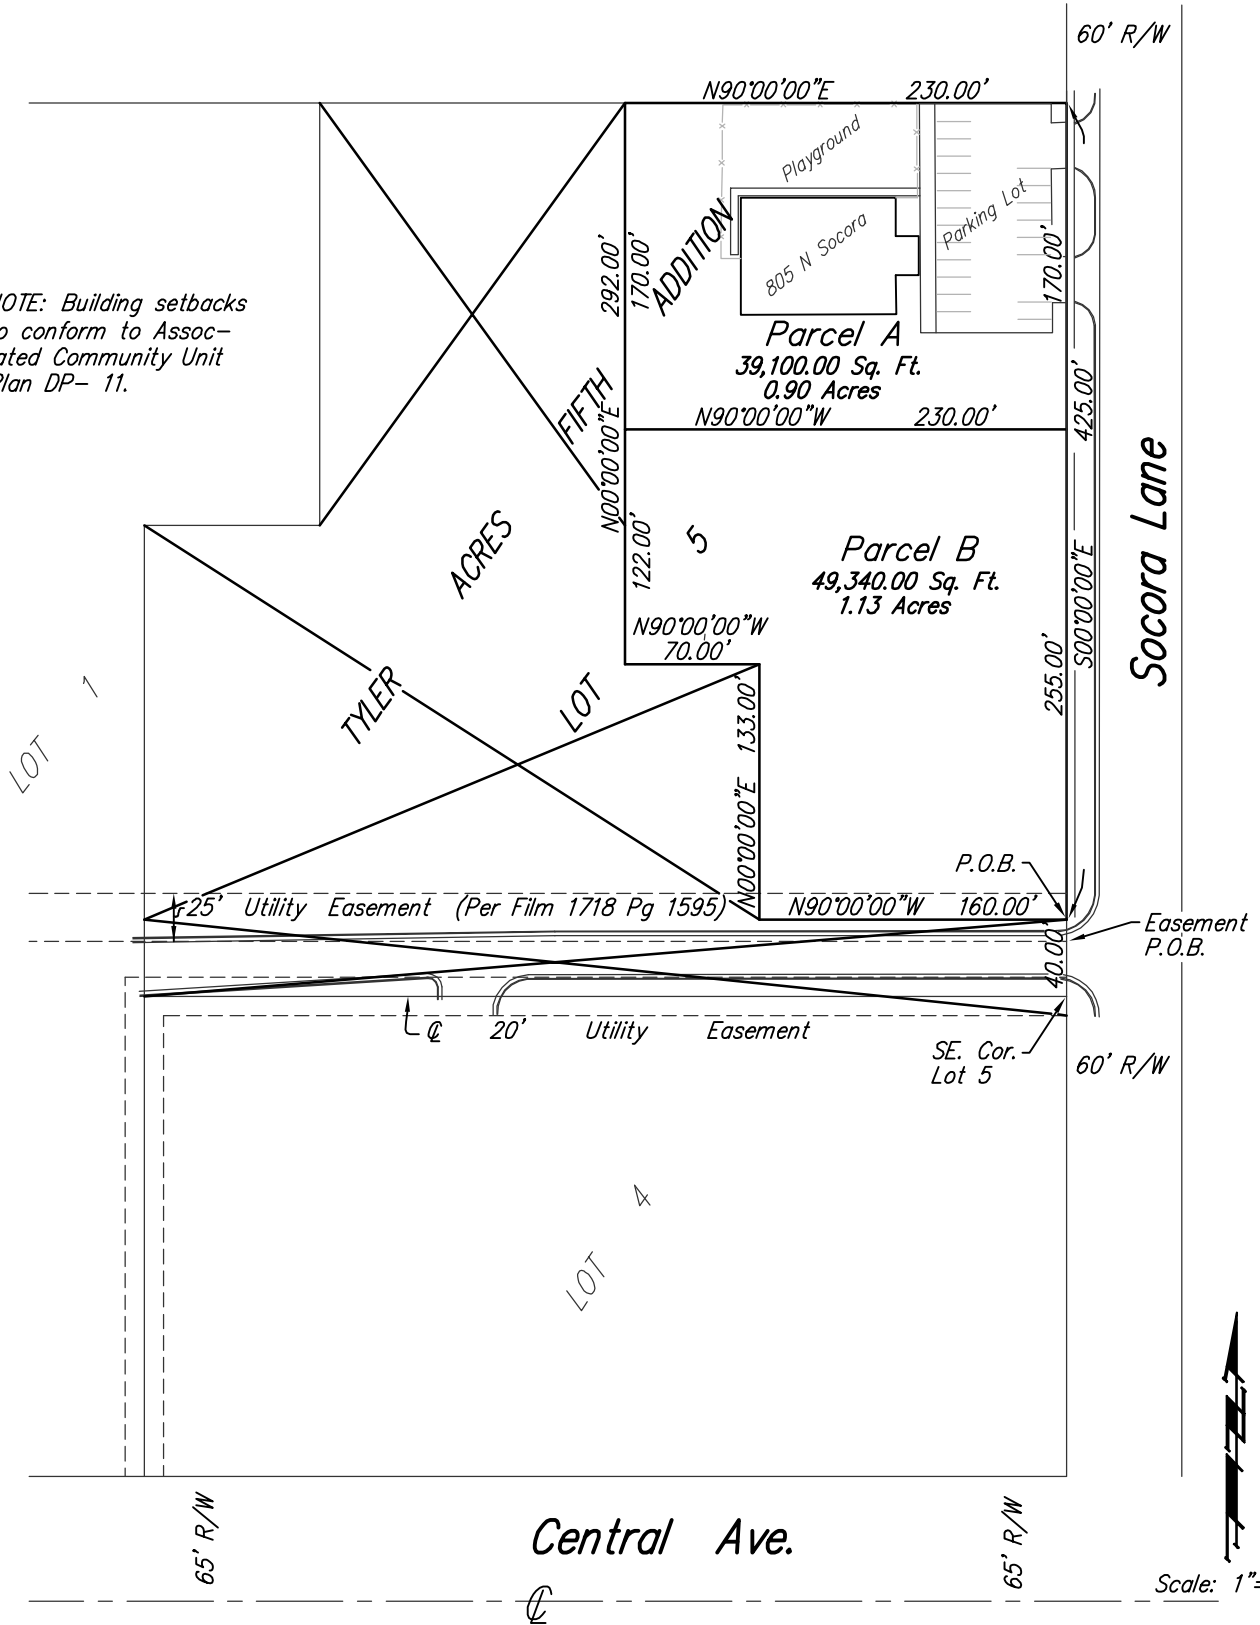 60' R/W
N90°00'00"E 230.00'
Playground
Parking Lot
805 N Socora
ADDITION
292.00'
170.00'
170.00'
NOTE: Building setbacks
to conform to Assoc-
iated Community Unit
Plan DP- 11.
Parcel A
39,100.00 Sq. Ft.
0.90 Acres
N90°00'00"W 230.00'
FIFTH
N00°00'00"E
425.00'
Socora Lane
ACRES
5
122.00'
Parcel B
49,340.00 Sq. Ft.
1.13 Acres
S00°00'00"E
N90°00'00"W
70.00'
255.00'
TYLER
LOT
LOT 1
N00°00'00"E 133.00'
P.O.B.
25' Utility Easement (Per Film 1718 Pg 1595)
N90°00'00"W 160.00'
Easement
P.O.B.
40.00'
℄ 20' Utility Easement
SE. Cor.
Lot 5
60' R/W
LOT 4
65' R/W
Central Ave.
65' R/W
℄
Scale: 1"=